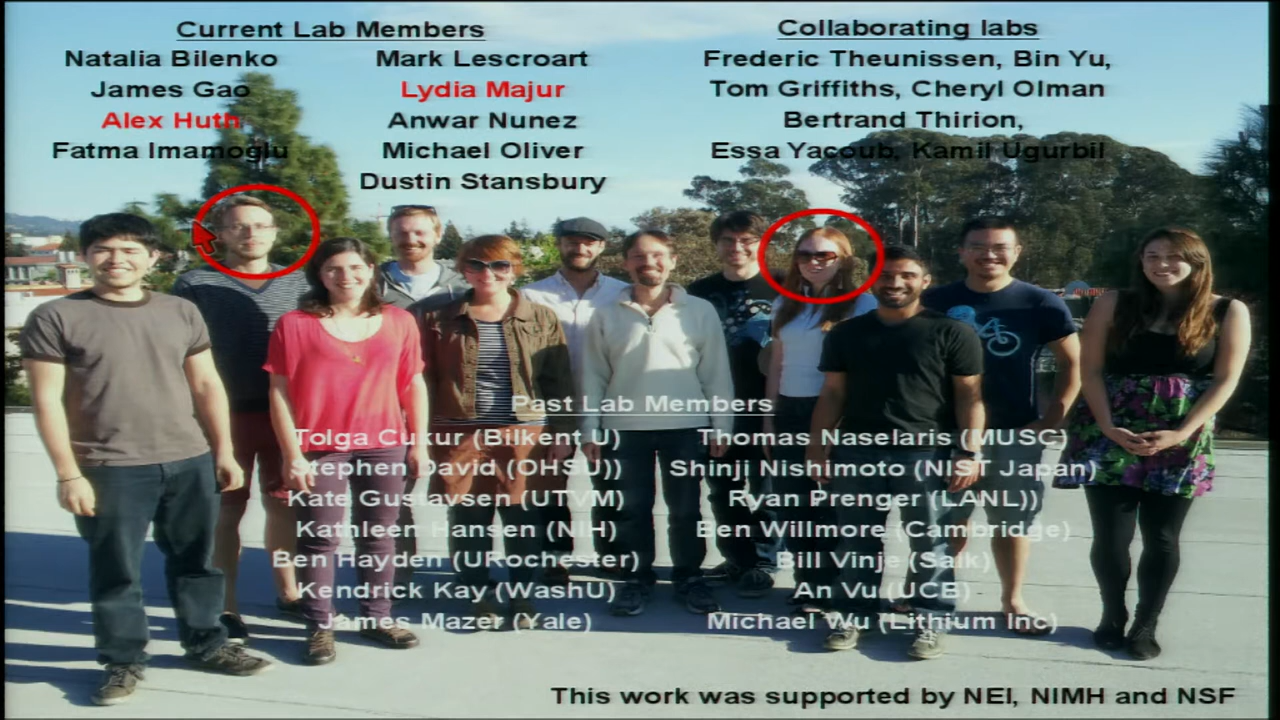 Current Lab Members
Natalia Bilenko
James Gao
Alex Huth
Fatma Imamoglu
Mark Lescroart
Lydia Majur
Anwar Nunez
Michael Oliver
Dustin Stansbury
Collaborating labs
Frederic Theunissen, Bin Yu,
Tom Griffiths, Cheryl Olman
Bertrand Thirion,
Essa Yacoub, Kamil Ugurbil
Past Lab Members
Tolga Cukur (Bilkent U)
Stephen David (OHSU))
Kate Gustavsen (UTVM)
Kathleen Hansen (NIH)
Ben Hayden (URochester)
Kendrick Kay (WashU)
James Mazer (Yale)
Thomas Naselaris (MUSC)
Shinji Nishimoto (NIST Japan)
Ryan Prenger (LANL))
Ben Willmore (Cambridge)
Bill Vinje (Salk)
An Vu (UCB)
Michael Wu (Lithium Inc)
This work was supported by NEI, NIMH and NSF